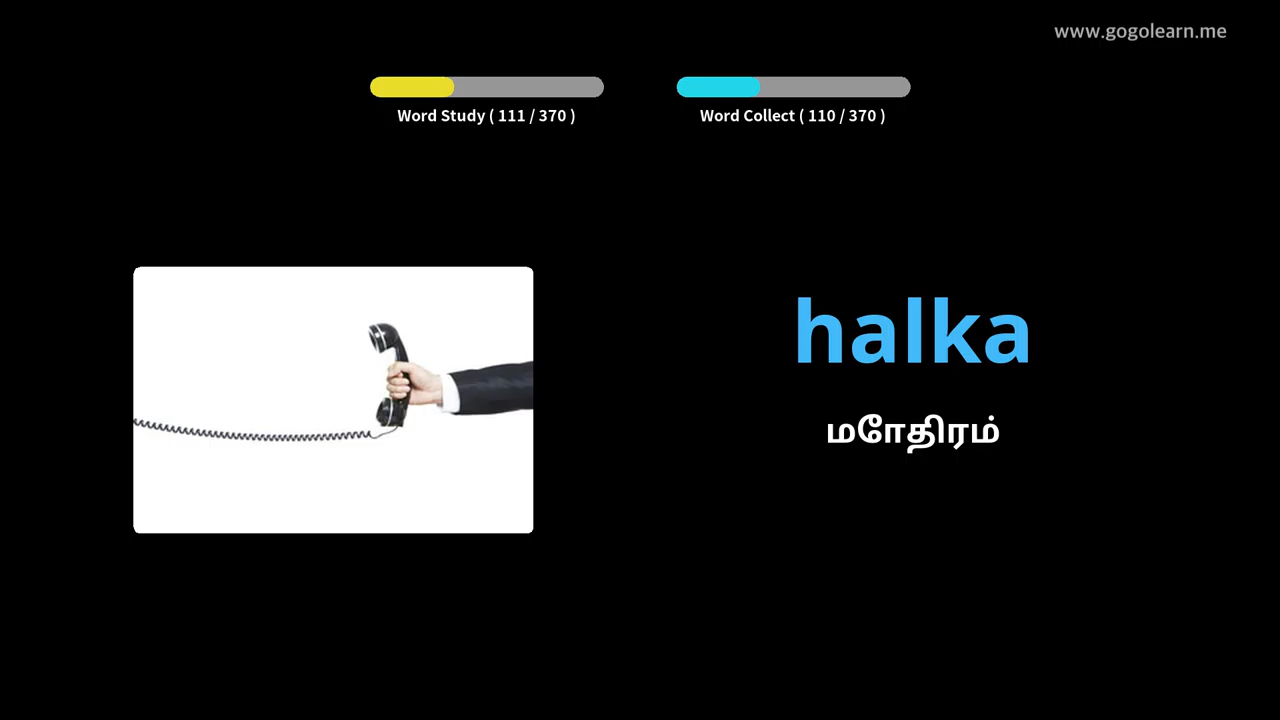 www.gogolearn.me
Word Study ( 111 / 370 )
Word Collect ( 110 / 370 )
halka
மோதிரம்